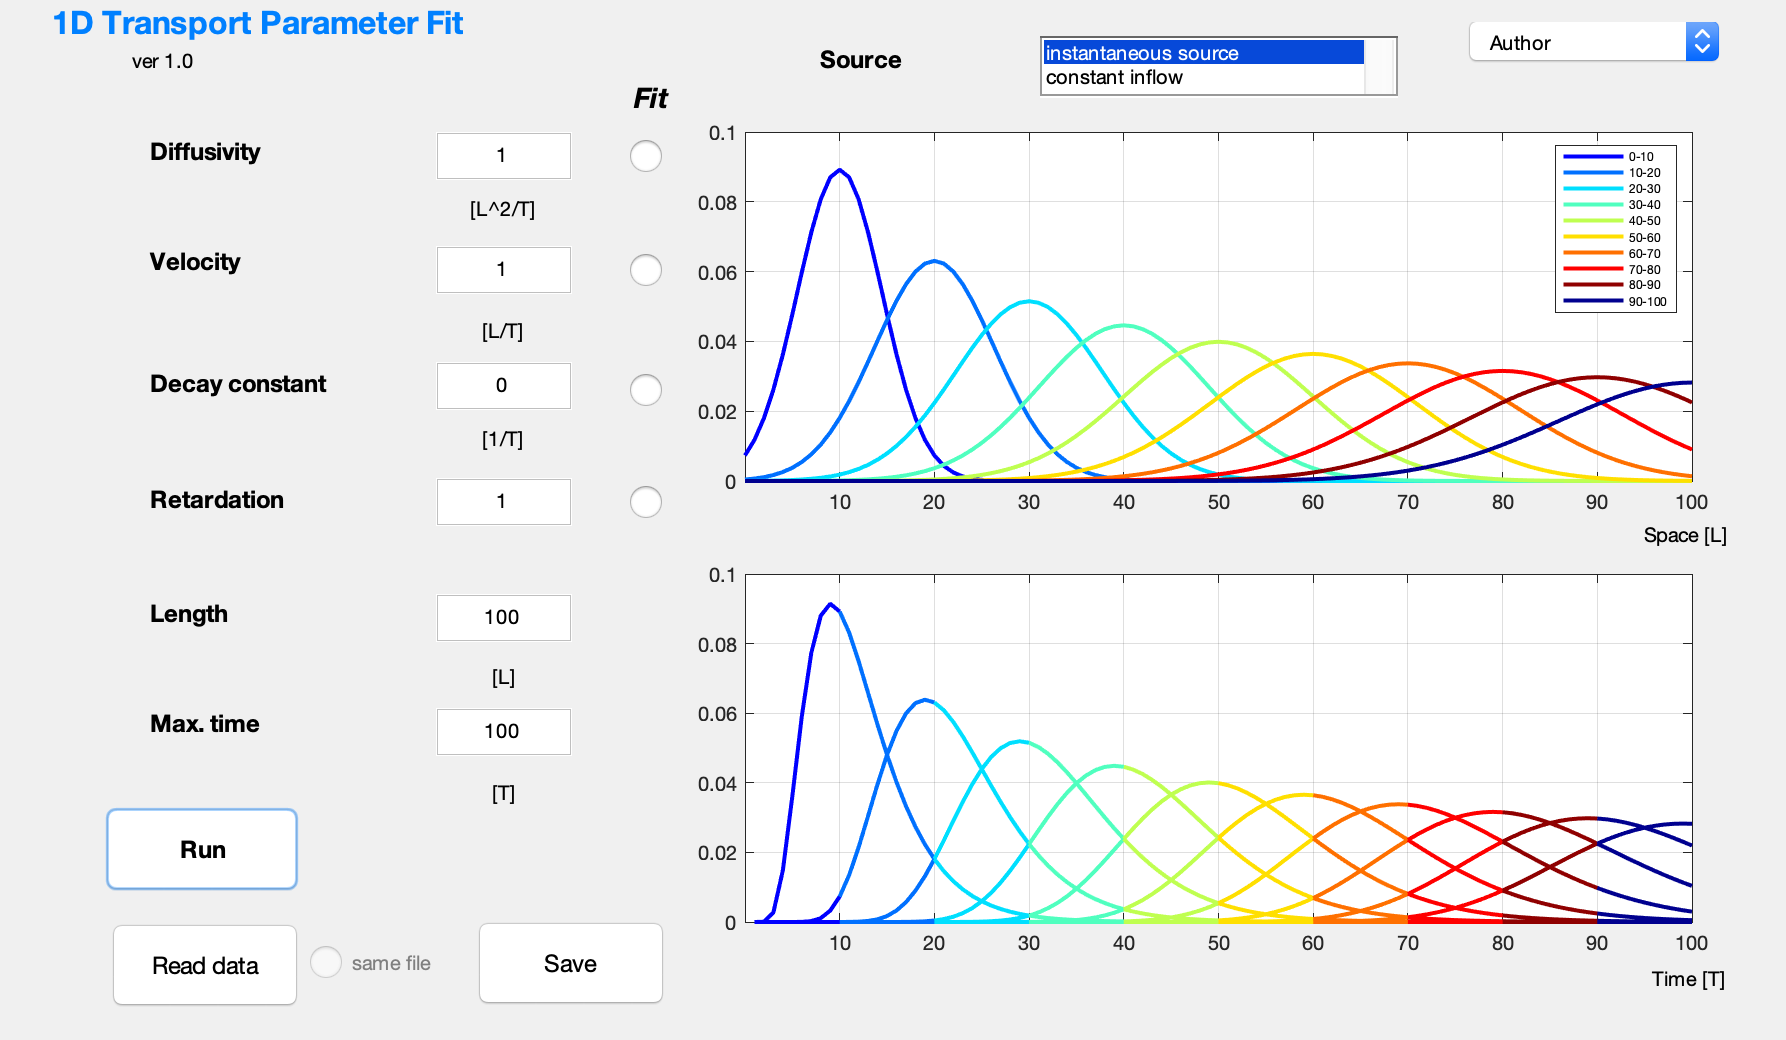 1D Transport Parameter Fit
ver 1.0
Source
instantaneous source
constant inflow
Author
Fit
Diffusivity
1
[L^2/T]
Velocity
1
[L/T]
Decay constant
0
[1/T]
Retardation
1
Length
100
[L]
Max. time
100
[T]
Run
Read data
same file
Save
0.1
0.08
0.06
0.04
0.02
0
10 20 30 40 50 60 70 80 90 100
Space [L]
0-10
10-20
20-30
30-40
40-50
50-60
60-70
70-80
80-90
90-100
0.1
0.08
0.06
0.04
0.02
0
10 20 30 40 50 60 70 80 90 100
Time [T]